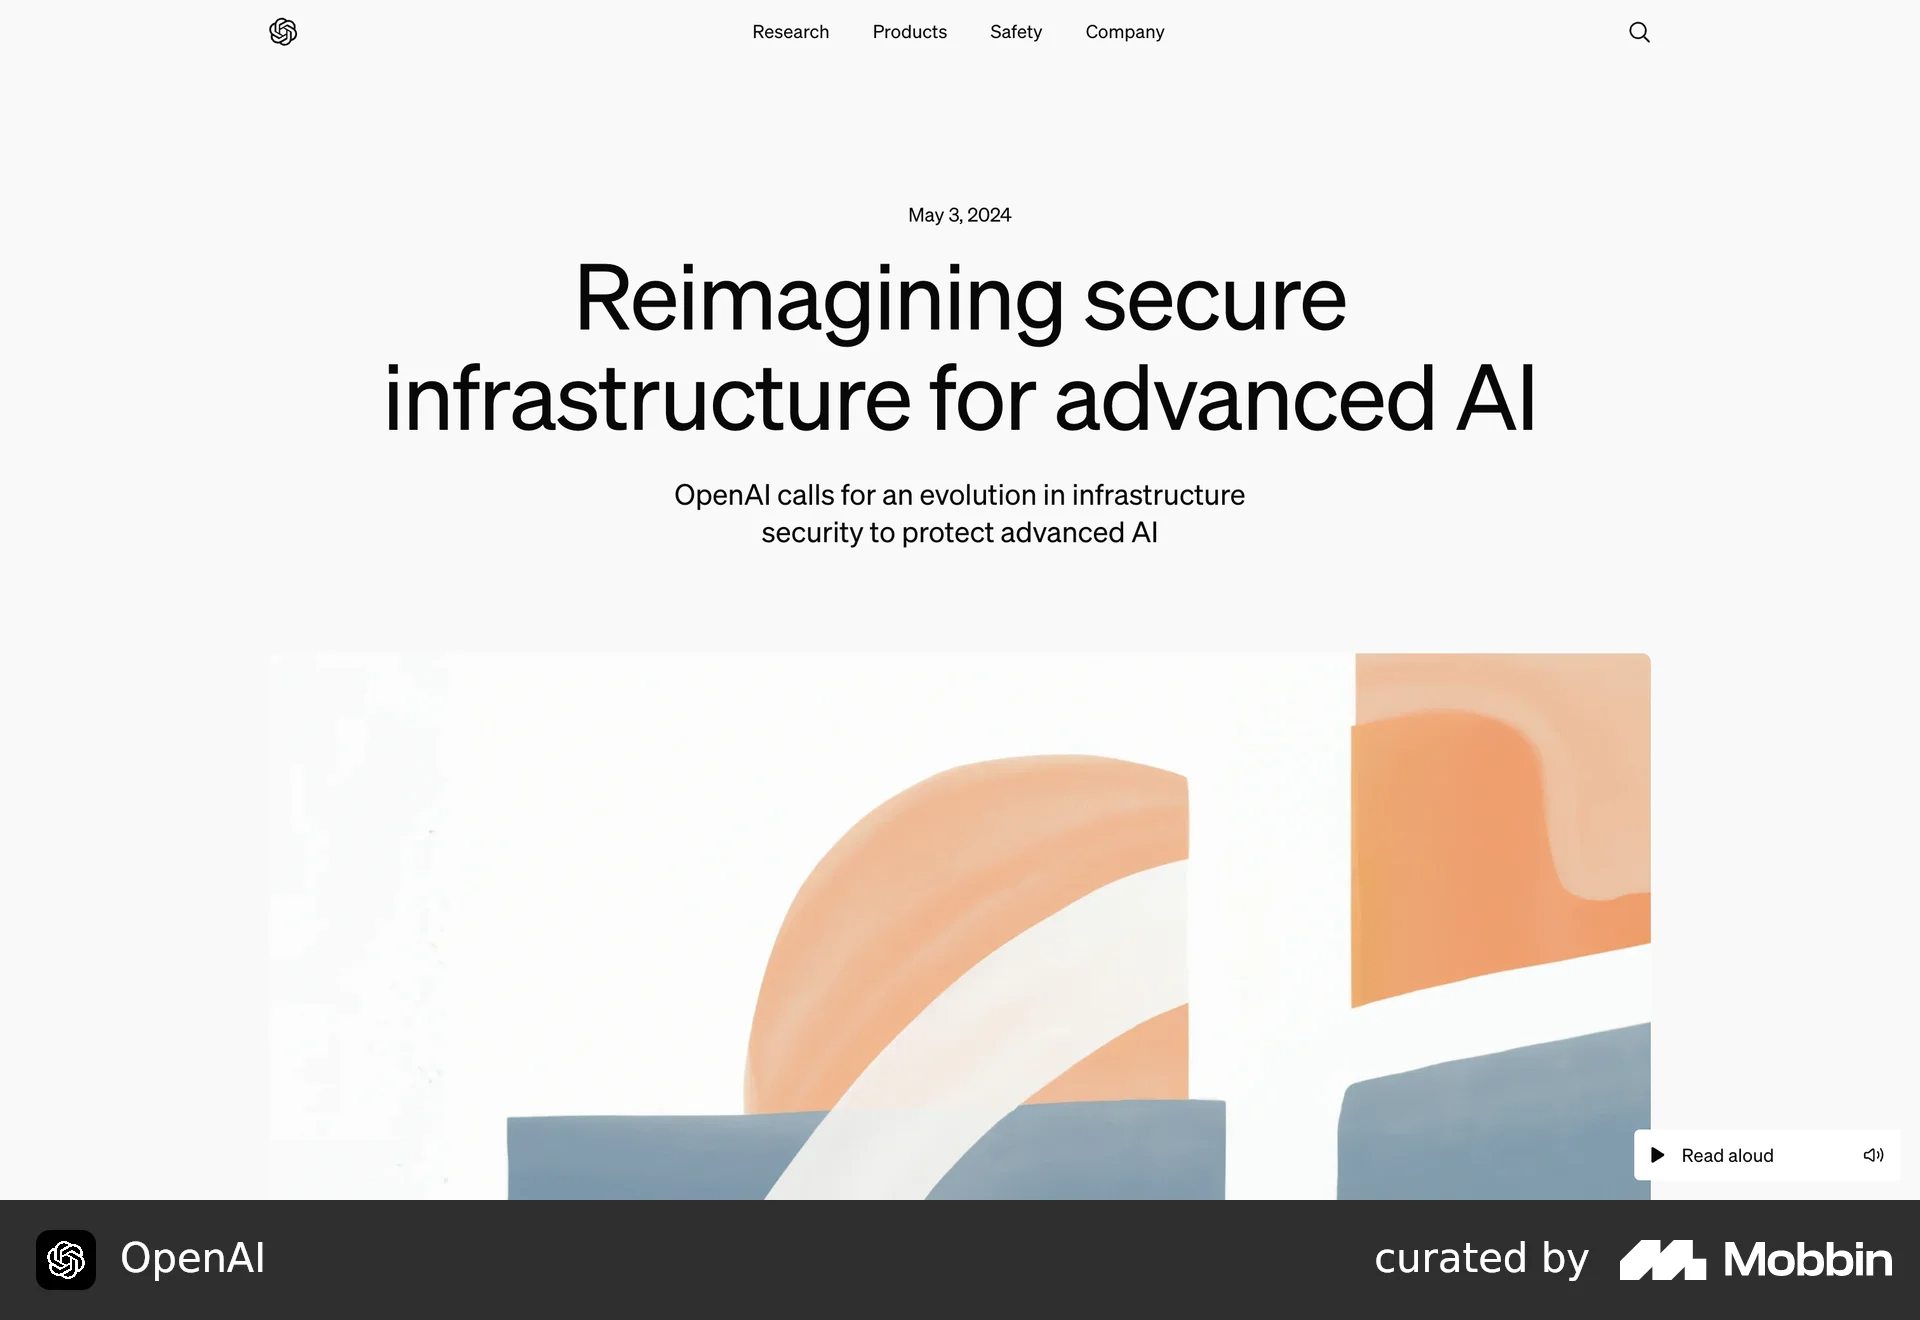 Research Products Safety Company
May 3, 2024
Reimagining secure
infrastructure for advanced AI
OpenAI calls for an evolution in infrastructure
security to protect advanced AI
Read aloud
OpenAI
curated by Mobbin